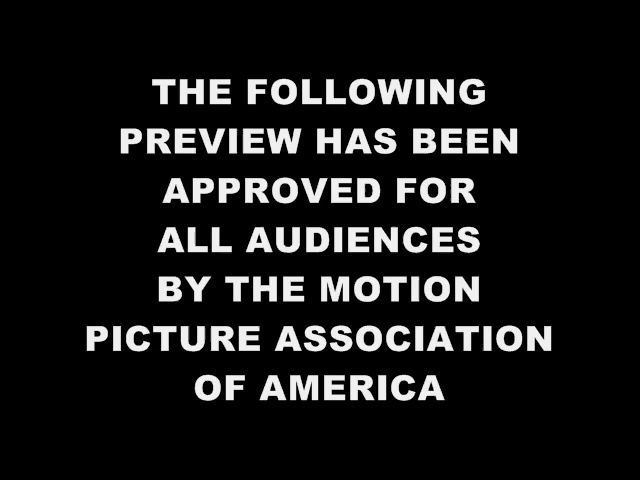 THE FOLLOWING
PREVIEW HAS BEEN
APPROVED FOR
ALL AUDIENCES
BY THE MOTION
PICTURE ASSOCIATION
OF AMERICA